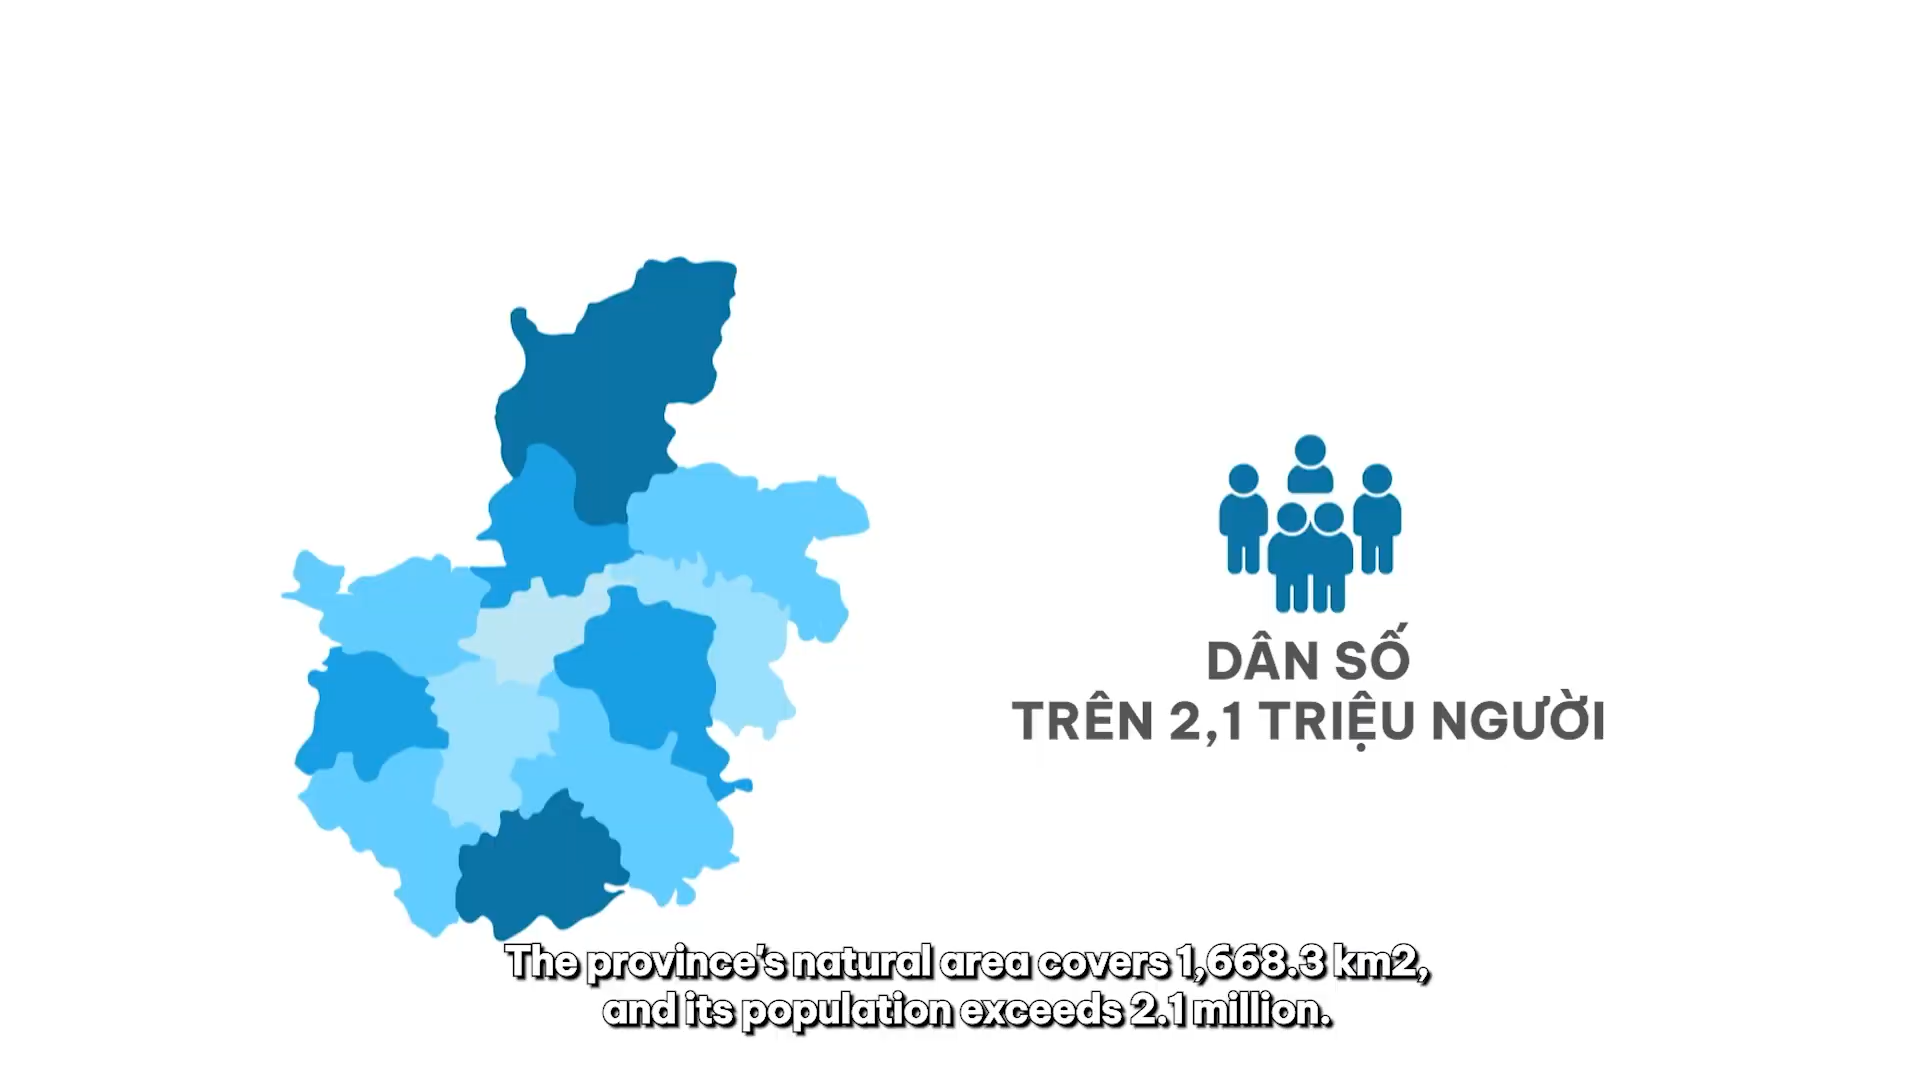 DÂN SỐ
TRÊN 2,1 TRIỆU NGƯỜI
The province's natural area covers 1,668.3 km2,
and its population exceeds 2.1 million.